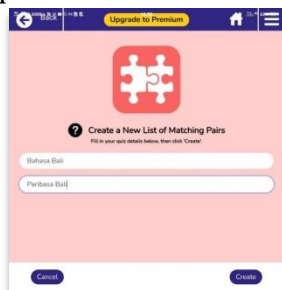 Back
Upgrade to Premium
Create a New List of Matching Pairs
Fill in your quiz details below, then click 'Create'.
Bahasa Bali
Paribasa Bali
Cancel
Create